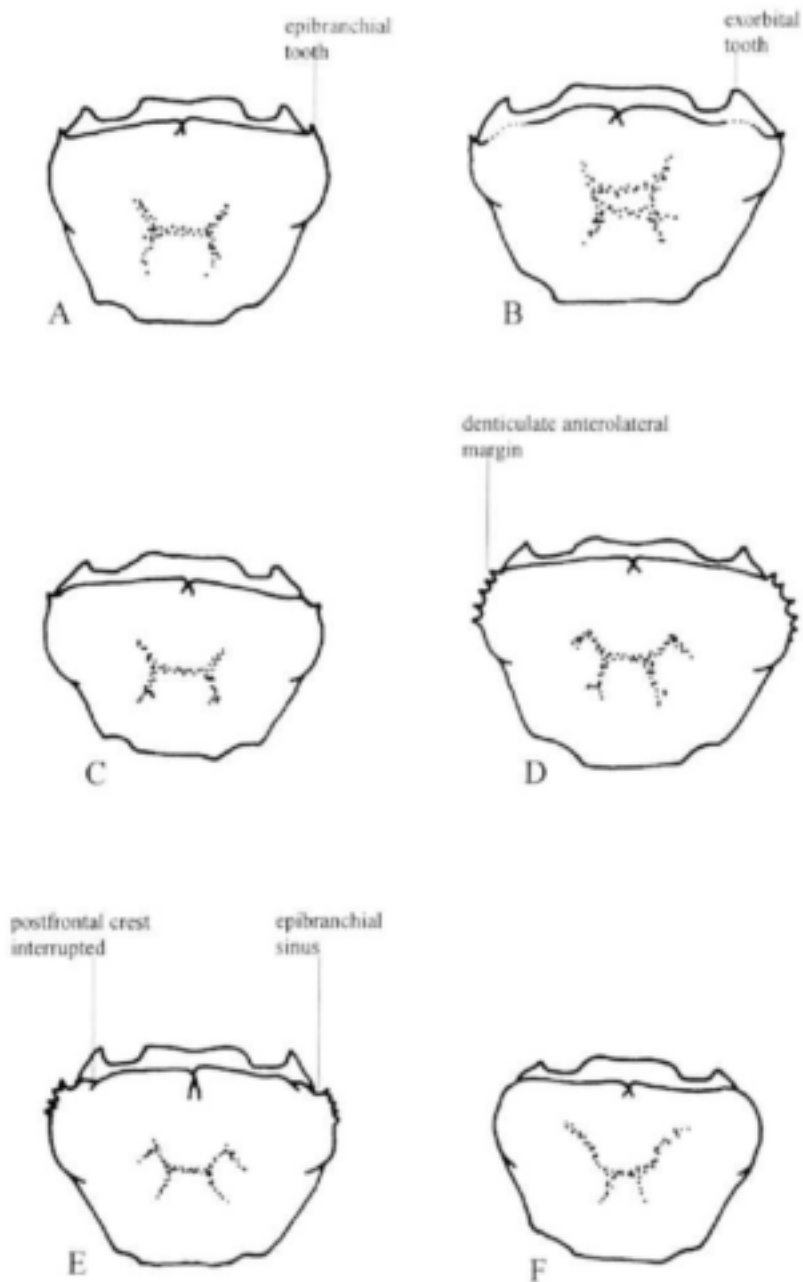 epibranchial
tooth
exorbital
tooth
A
B
denticulate anterolateral
margin
C
D
postfrontal crest
interrupted
epibranchial
sinus
E
F